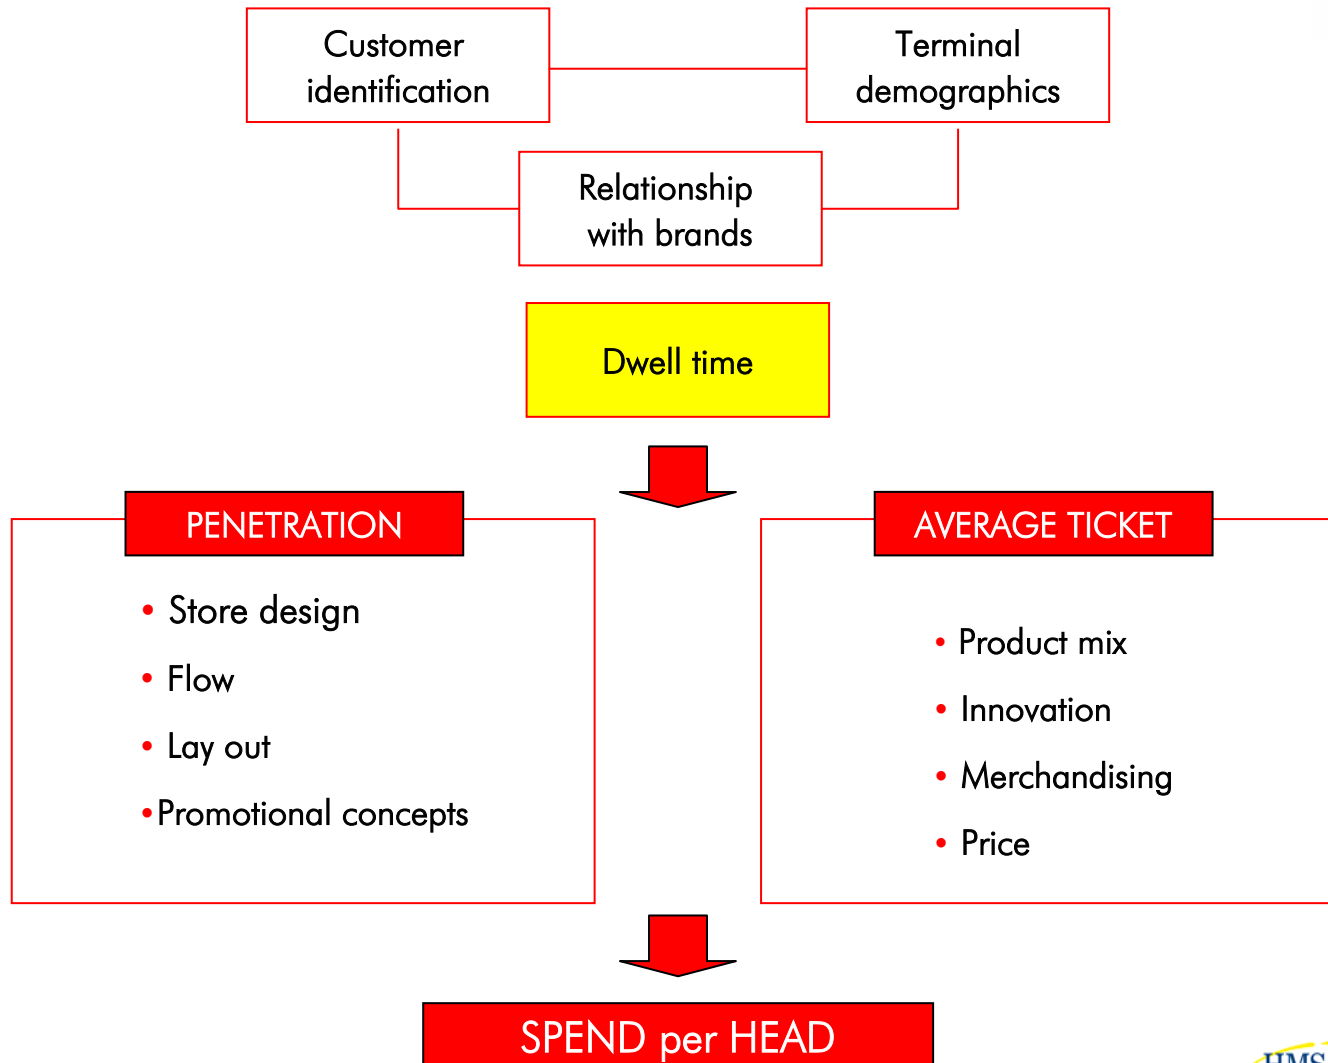 Customer
identification
Terminal
demographics
Relationship
with brands
Dwell time
PENETRATION
• Store design
• Flow
• Lay out
•Promotional concepts
AVERAGE TICKET
• Product mix
• Innovation
• Merchandising
• Price
SPEND per HEAD
HMS